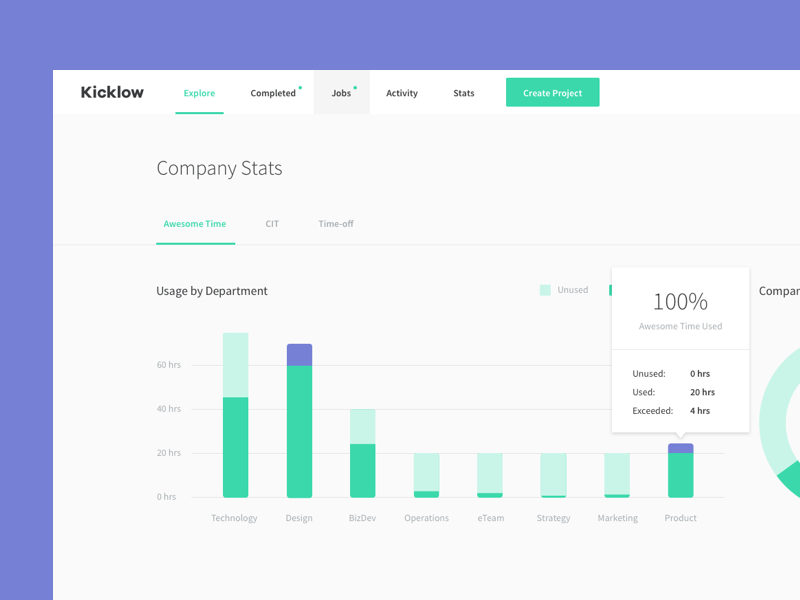 Kicklow Explore Completed Jobs Activity Stats Create Project
Company Stats
Awesome Time CIT Time-off
Usage by Department Unused
100%
Awesome Time Used
Unused: 0 hrs
Used: 20 hrs
Exceeded: 4 hrs
60 hrs
40 hrs
20 hrs
0 hrs
Technology Design BizDev Operations eTeam Strategy Marketing Product